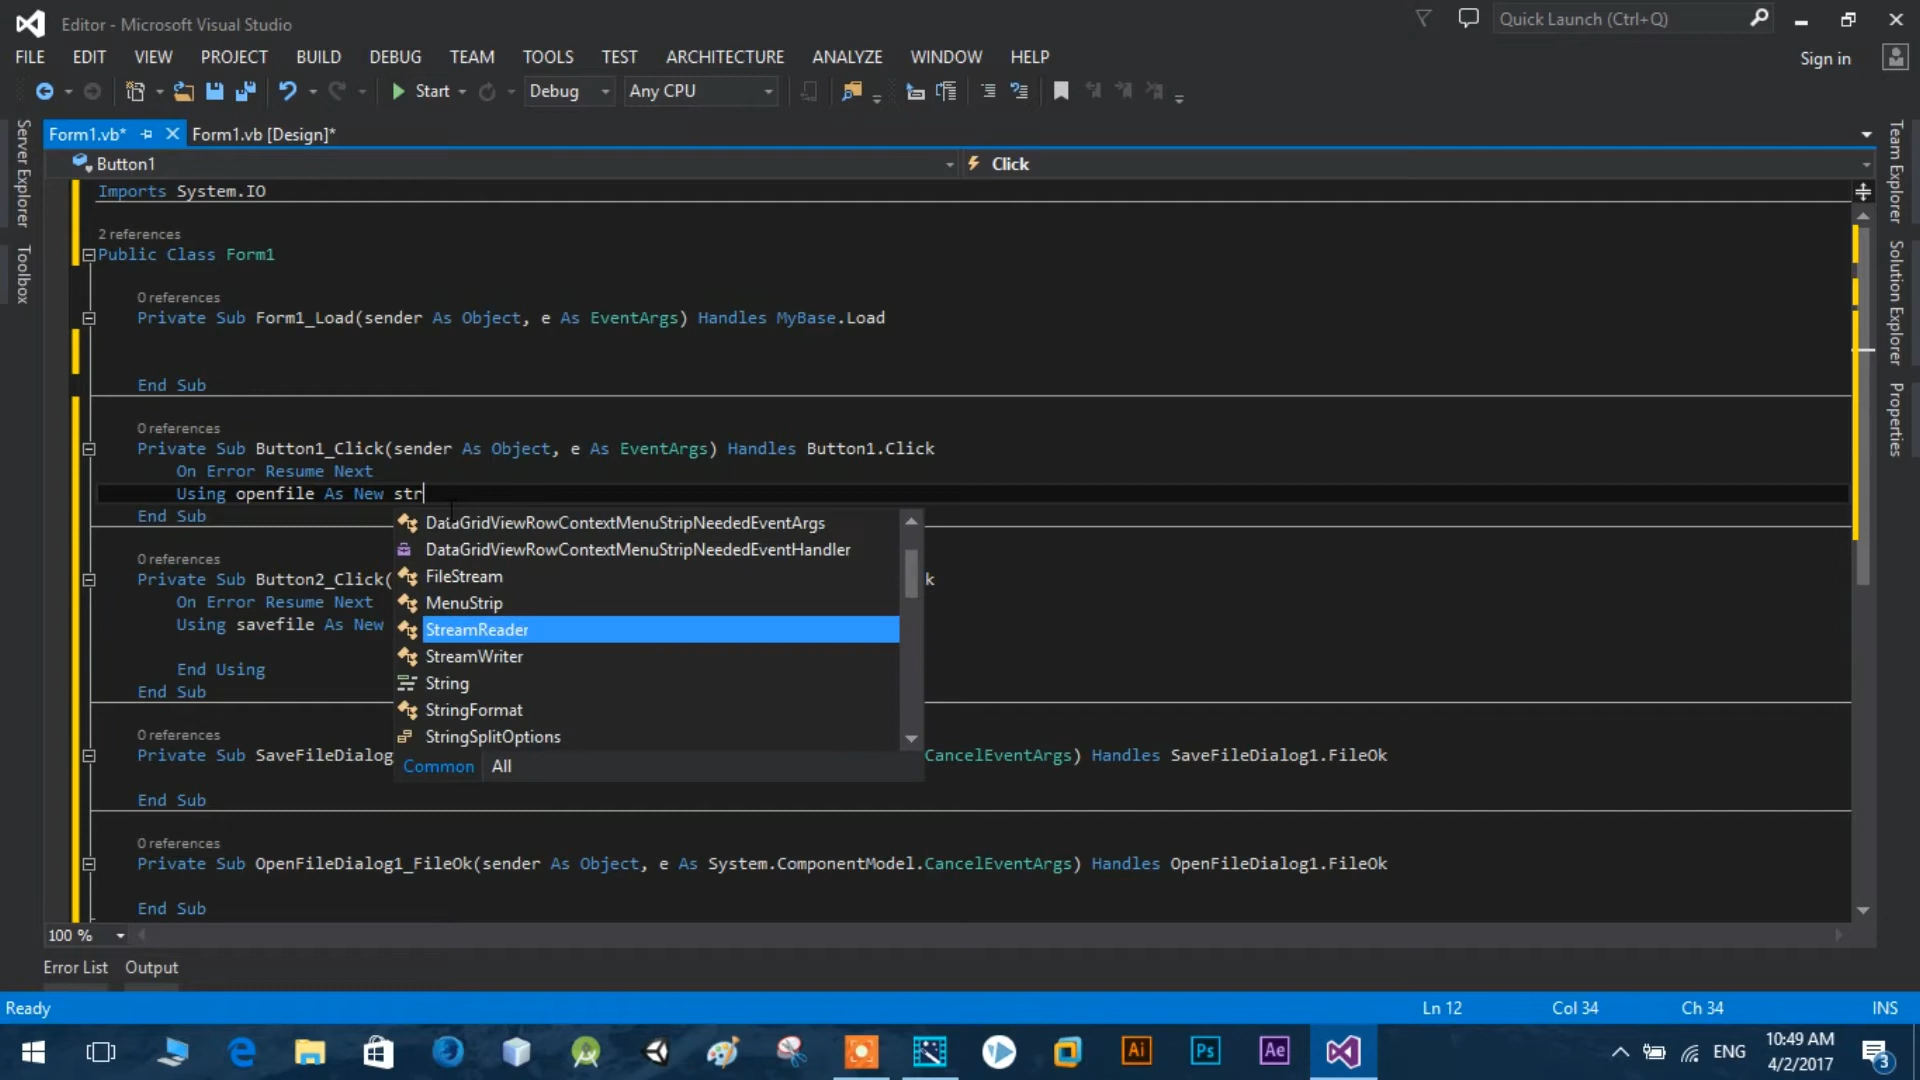 Editor - Microsoft Visual Studio
Quick Launch (Ctrl+Q)
FILE EDIT VIEW PROJECT BUILD DEBUG TEAM TOOLS TEST ARCHITECTURE ANALYZE WINDOW HELP
Sign in
Start Debug Any CPU
Form1.vb* Form1.vb [Design]*
Button1 Click
Server Explorer
Toolbox
Team Explorer
Solution Explorer
Properties
Imports System.IO
2 references
Public Class Form1
0 references
Private Sub Form1_Load(sender As Object, e As EventArgs) Handles MyBase.Load
End Sub
0 references
Private Sub Button1_Click(sender As Object, e As EventArgs) Handles Button1.Click
On Error Resume Next
Using openfile As New str
End Sub
DataGridViewRowContextMenuStripNeededEventArgs
DataGridViewRowContextMenuStripNeededEventHandler
FileStream
MenuStrip
StreamReader
StreamWriter
String
StringFormat
StringSplitOptions
Common All
0 references
Private Sub Button2_Click( k
On Error Resume Next
Using savefile As New
End Using
End Sub
0 references
Private Sub SaveFileDialog CancelEventArgs) Handles SaveFileDialog1.FileOk
End Sub
0 references
Private Sub OpenFileDialog1_FileOk(sender As Object, e As System.ComponentModel.CancelEventArgs) Handles OpenFileDialog1.FileOk
End Sub
100 %
Error List Output
Ready Ln 12 Col 34 Ch 34 INS
Ai Ps Ae
ENG
10:49 AM
4/2/2017
3